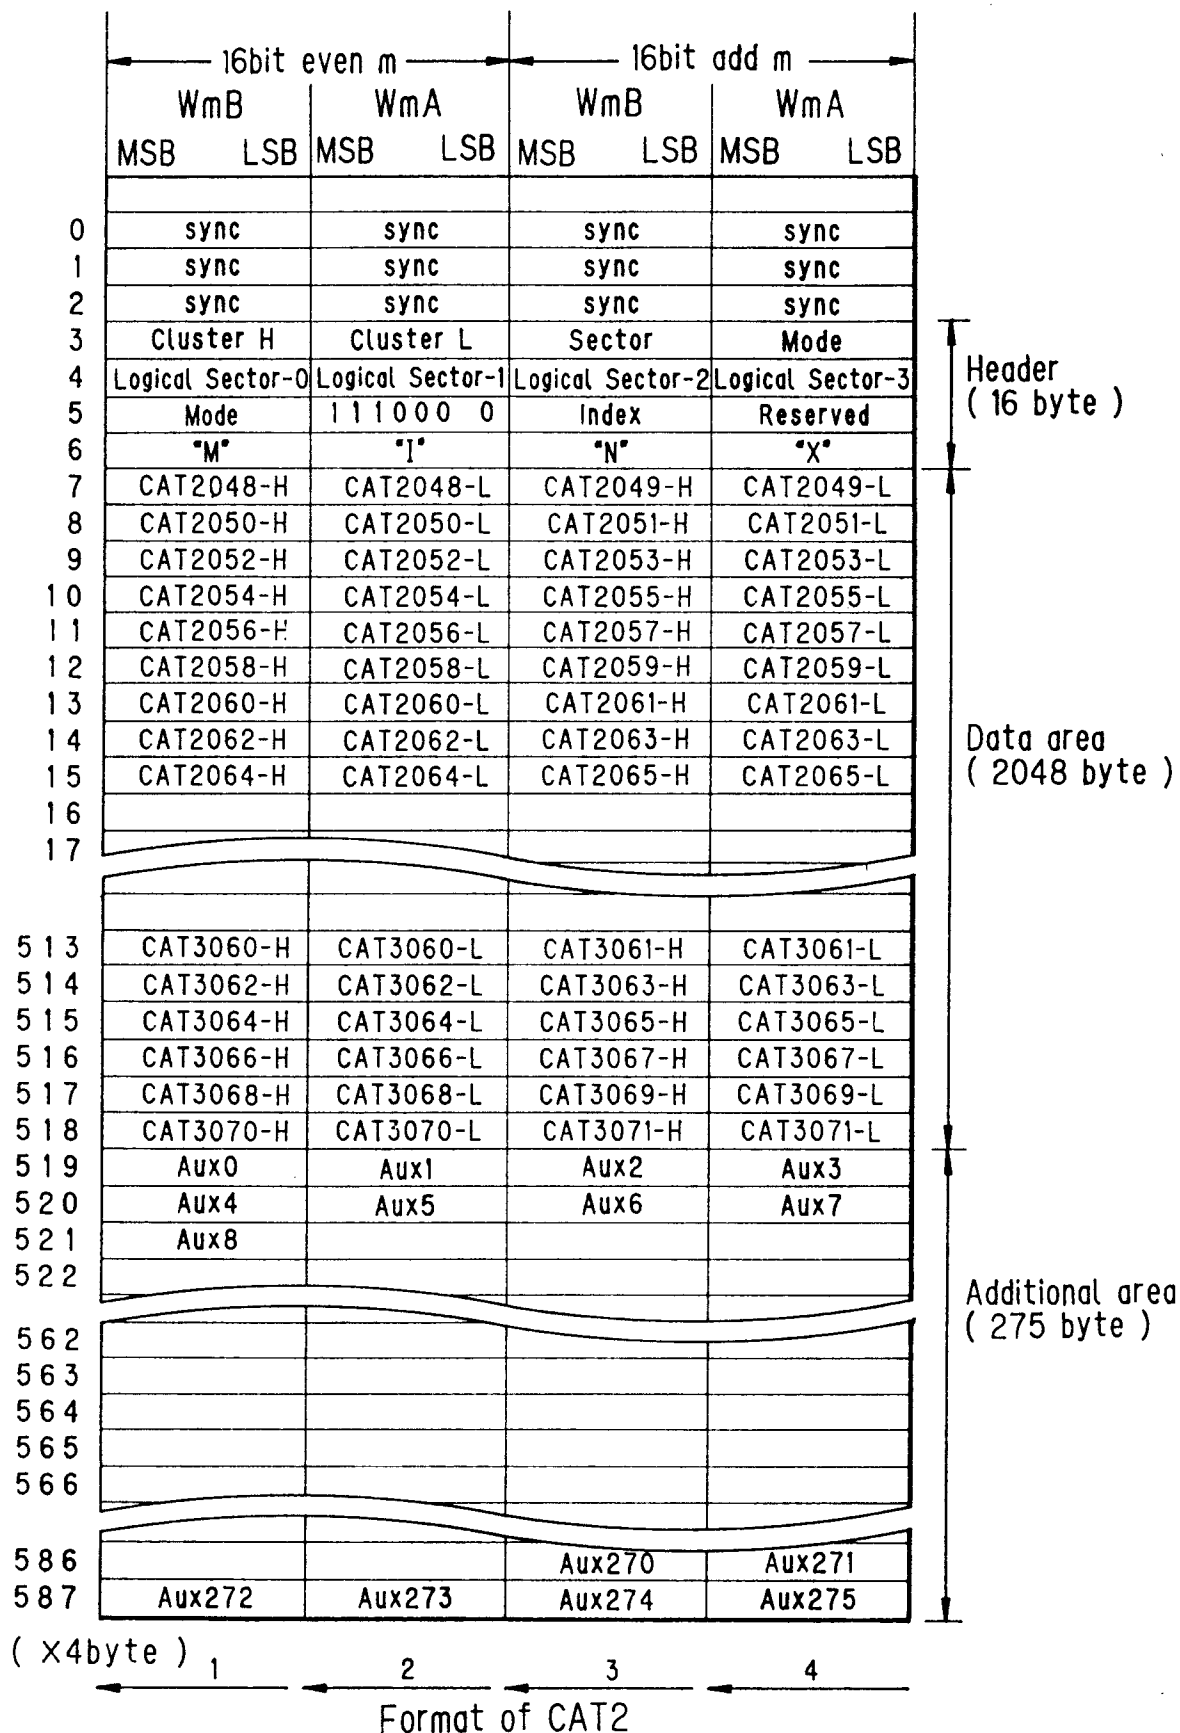 16bit even m 16bit add m
WmB WmA WmB WmA
MSB LSB MSB LSB MSB LSB MSB LSB
0 sync sync sync sync
1 sync sync sync sync
2 sync sync sync sync
3 Cluster H Cluster L Sector Mode
4 Logical Sector-0 Logical Sector-1 Logical Sector-2 Logical Sector-3
Header
5 Mode 111000 0 Index Reserved
( 16 byte )
6 "M" "I" "N" "X"
7 CAT2048-H CAT2048-L CAT2049-H CAT2049-L
8 CAT2050-H CAT2050-L CAT2051-H CAT2051-L
9 CAT2052-H CAT2052-L CAT2053-H CAT2053-L
10 CAT2054-H CAT2054-L CAT2055-H CAT2055-L
11 CAT2056-H CAT2056-L CAT2057-H CAT2057-L
12 CAT2058-H CAT2058-L CAT2059-H CAT2059-L
13 CAT2060-H CAT2060-L CAT2061-H CAT2061-L
14 CAT2062-H CAT2062-L CAT2063-H CAT2063-L
Data area
15 CAT2064-H CAT2064-L CAT2065-H CAT2065-L
( 2048 byte )
16
17
513 CAT3060-H CAT3060-L CAT3061-H CAT3061-L
514 CAT3062-H CAT3062-L CAT3063-H CAT3063-L
515 CAT3064-H CAT3064-L CAT3065-H CAT3065-L
516 CAT3066-H CAT3066-L CAT3067-H CAT3067-L
517 CAT3068-H CAT3068-L CAT3069-H CAT3069-L
518 CAT3070-H CAT3070-L CAT3071-H CAT3071-L
519 Aux0 Aux1 Aux2 Aux3
520 Aux4 Aux5 Aux6 Aux7
521 Aux8
522
Additional area
( 275 byte )
562
563
564
565
566
586 Aux270 Aux271
587 Aux272 Aux273 Aux274 Aux275
( X4byte )
1 2 3 4
Format of CAT2